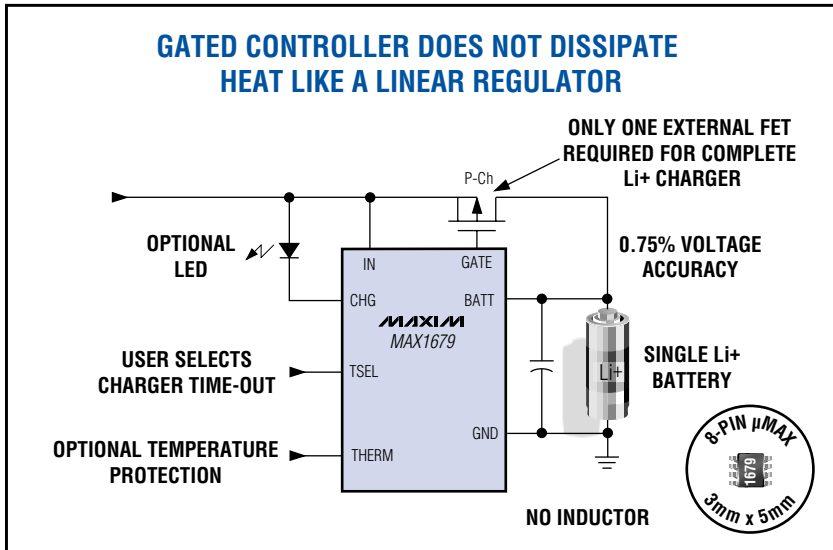 GATED CONTROLLER DOES NOT DISSIPATE
HEAT LIKE A LINEAR REGULATOR
ONLY ONE EXTERNAL FET
REQUIRED FOR COMPLETE
Li+ CHARGER
P-Ch
OPTIONAL
LED
IN
GATE
0.75% VOLTAGE
ACCURACY
CHG
BATT
MAXIM
MAX1679
USER SELECTS
CHARGER TIME-OUT
TSEL
Li+
SINGLE Li+
BATTERY
OPTIONAL TEMPERATURE
PROTECTION
THERM
GND
NO INDUCTOR
8-PIN µMAX
1679
3mm x 5mm